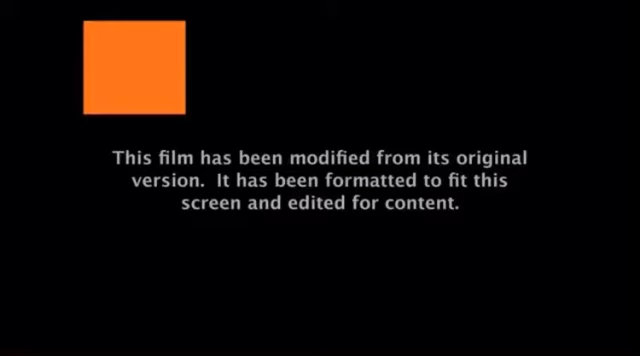 This film has been modified from its original
version.  It has been formatted to fit this
screen and edited for content.